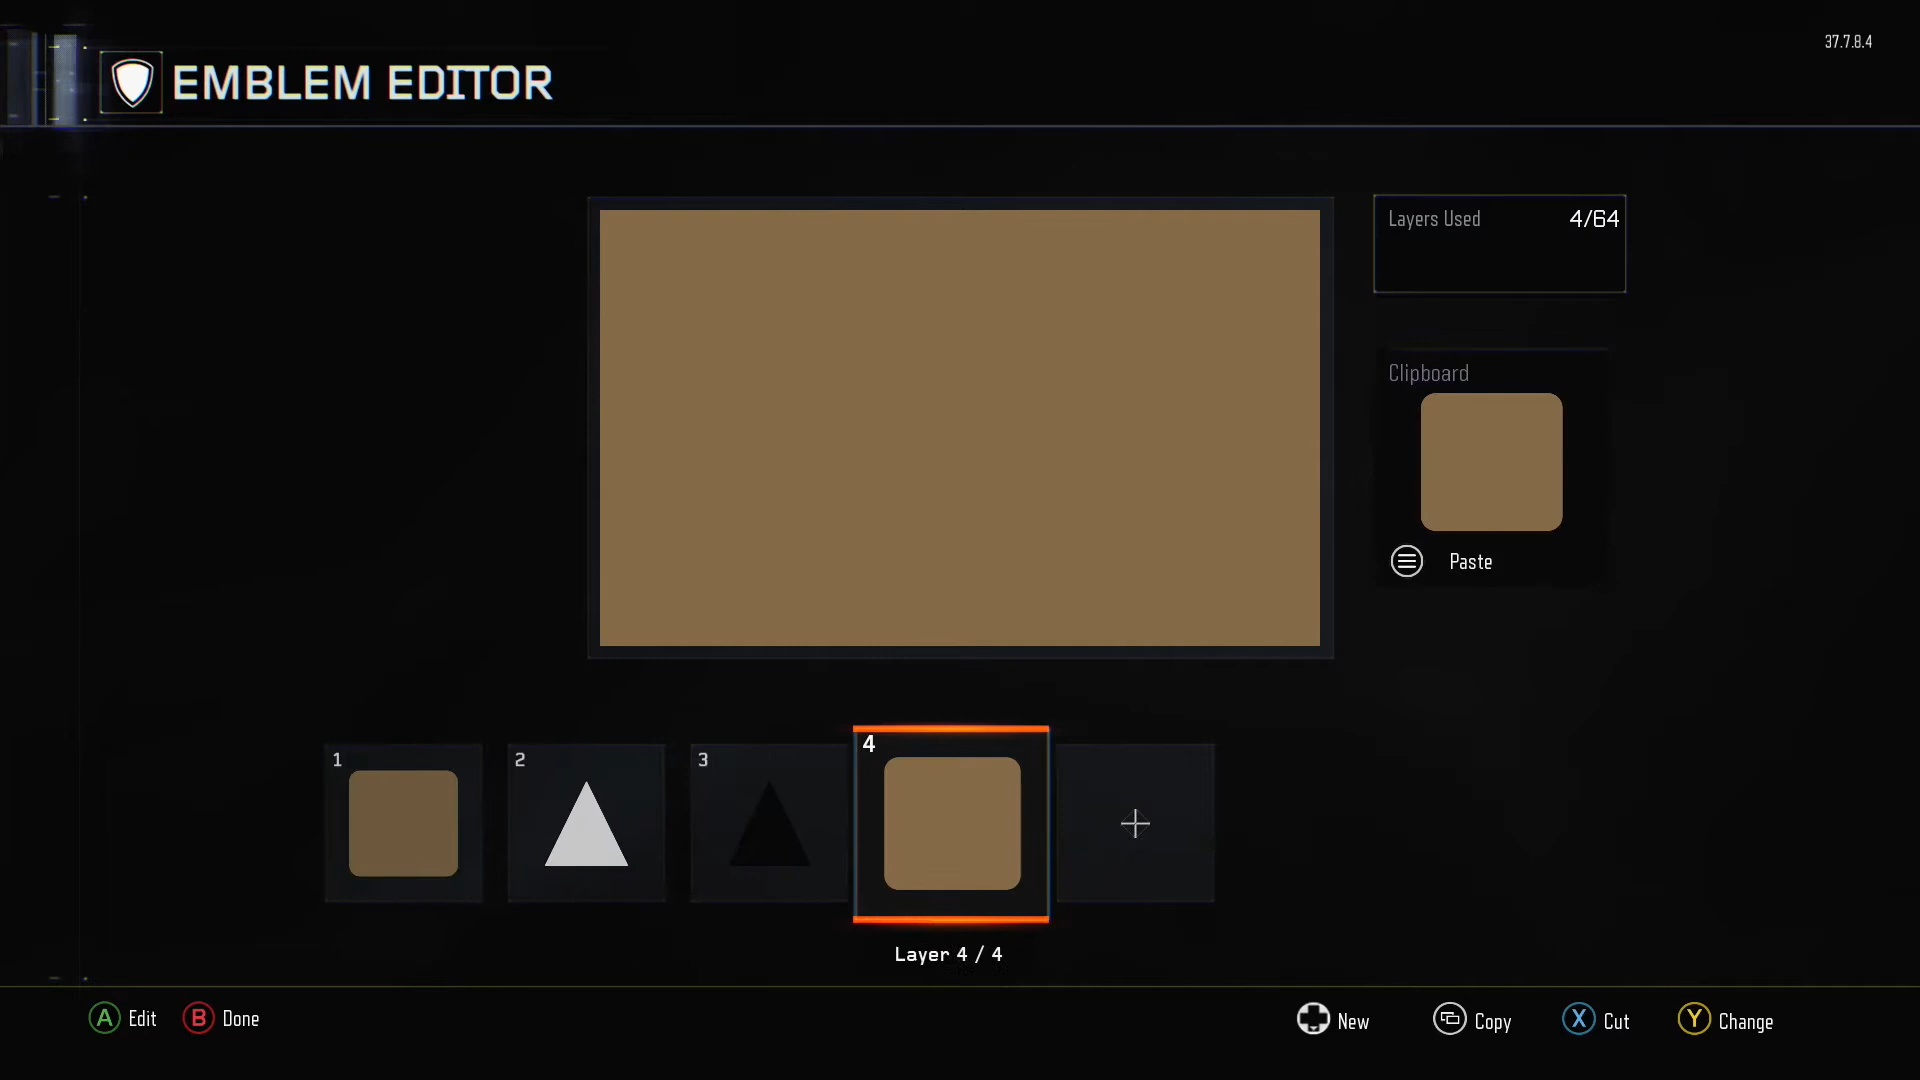 37.7.8.4
EMBLEM EDITOR
Layers Used 4/64
Clipboard
Paste
1
2
3
4
Layer 4 / 4
A Edit
B Done
New
Copy
X Cut
Y Change